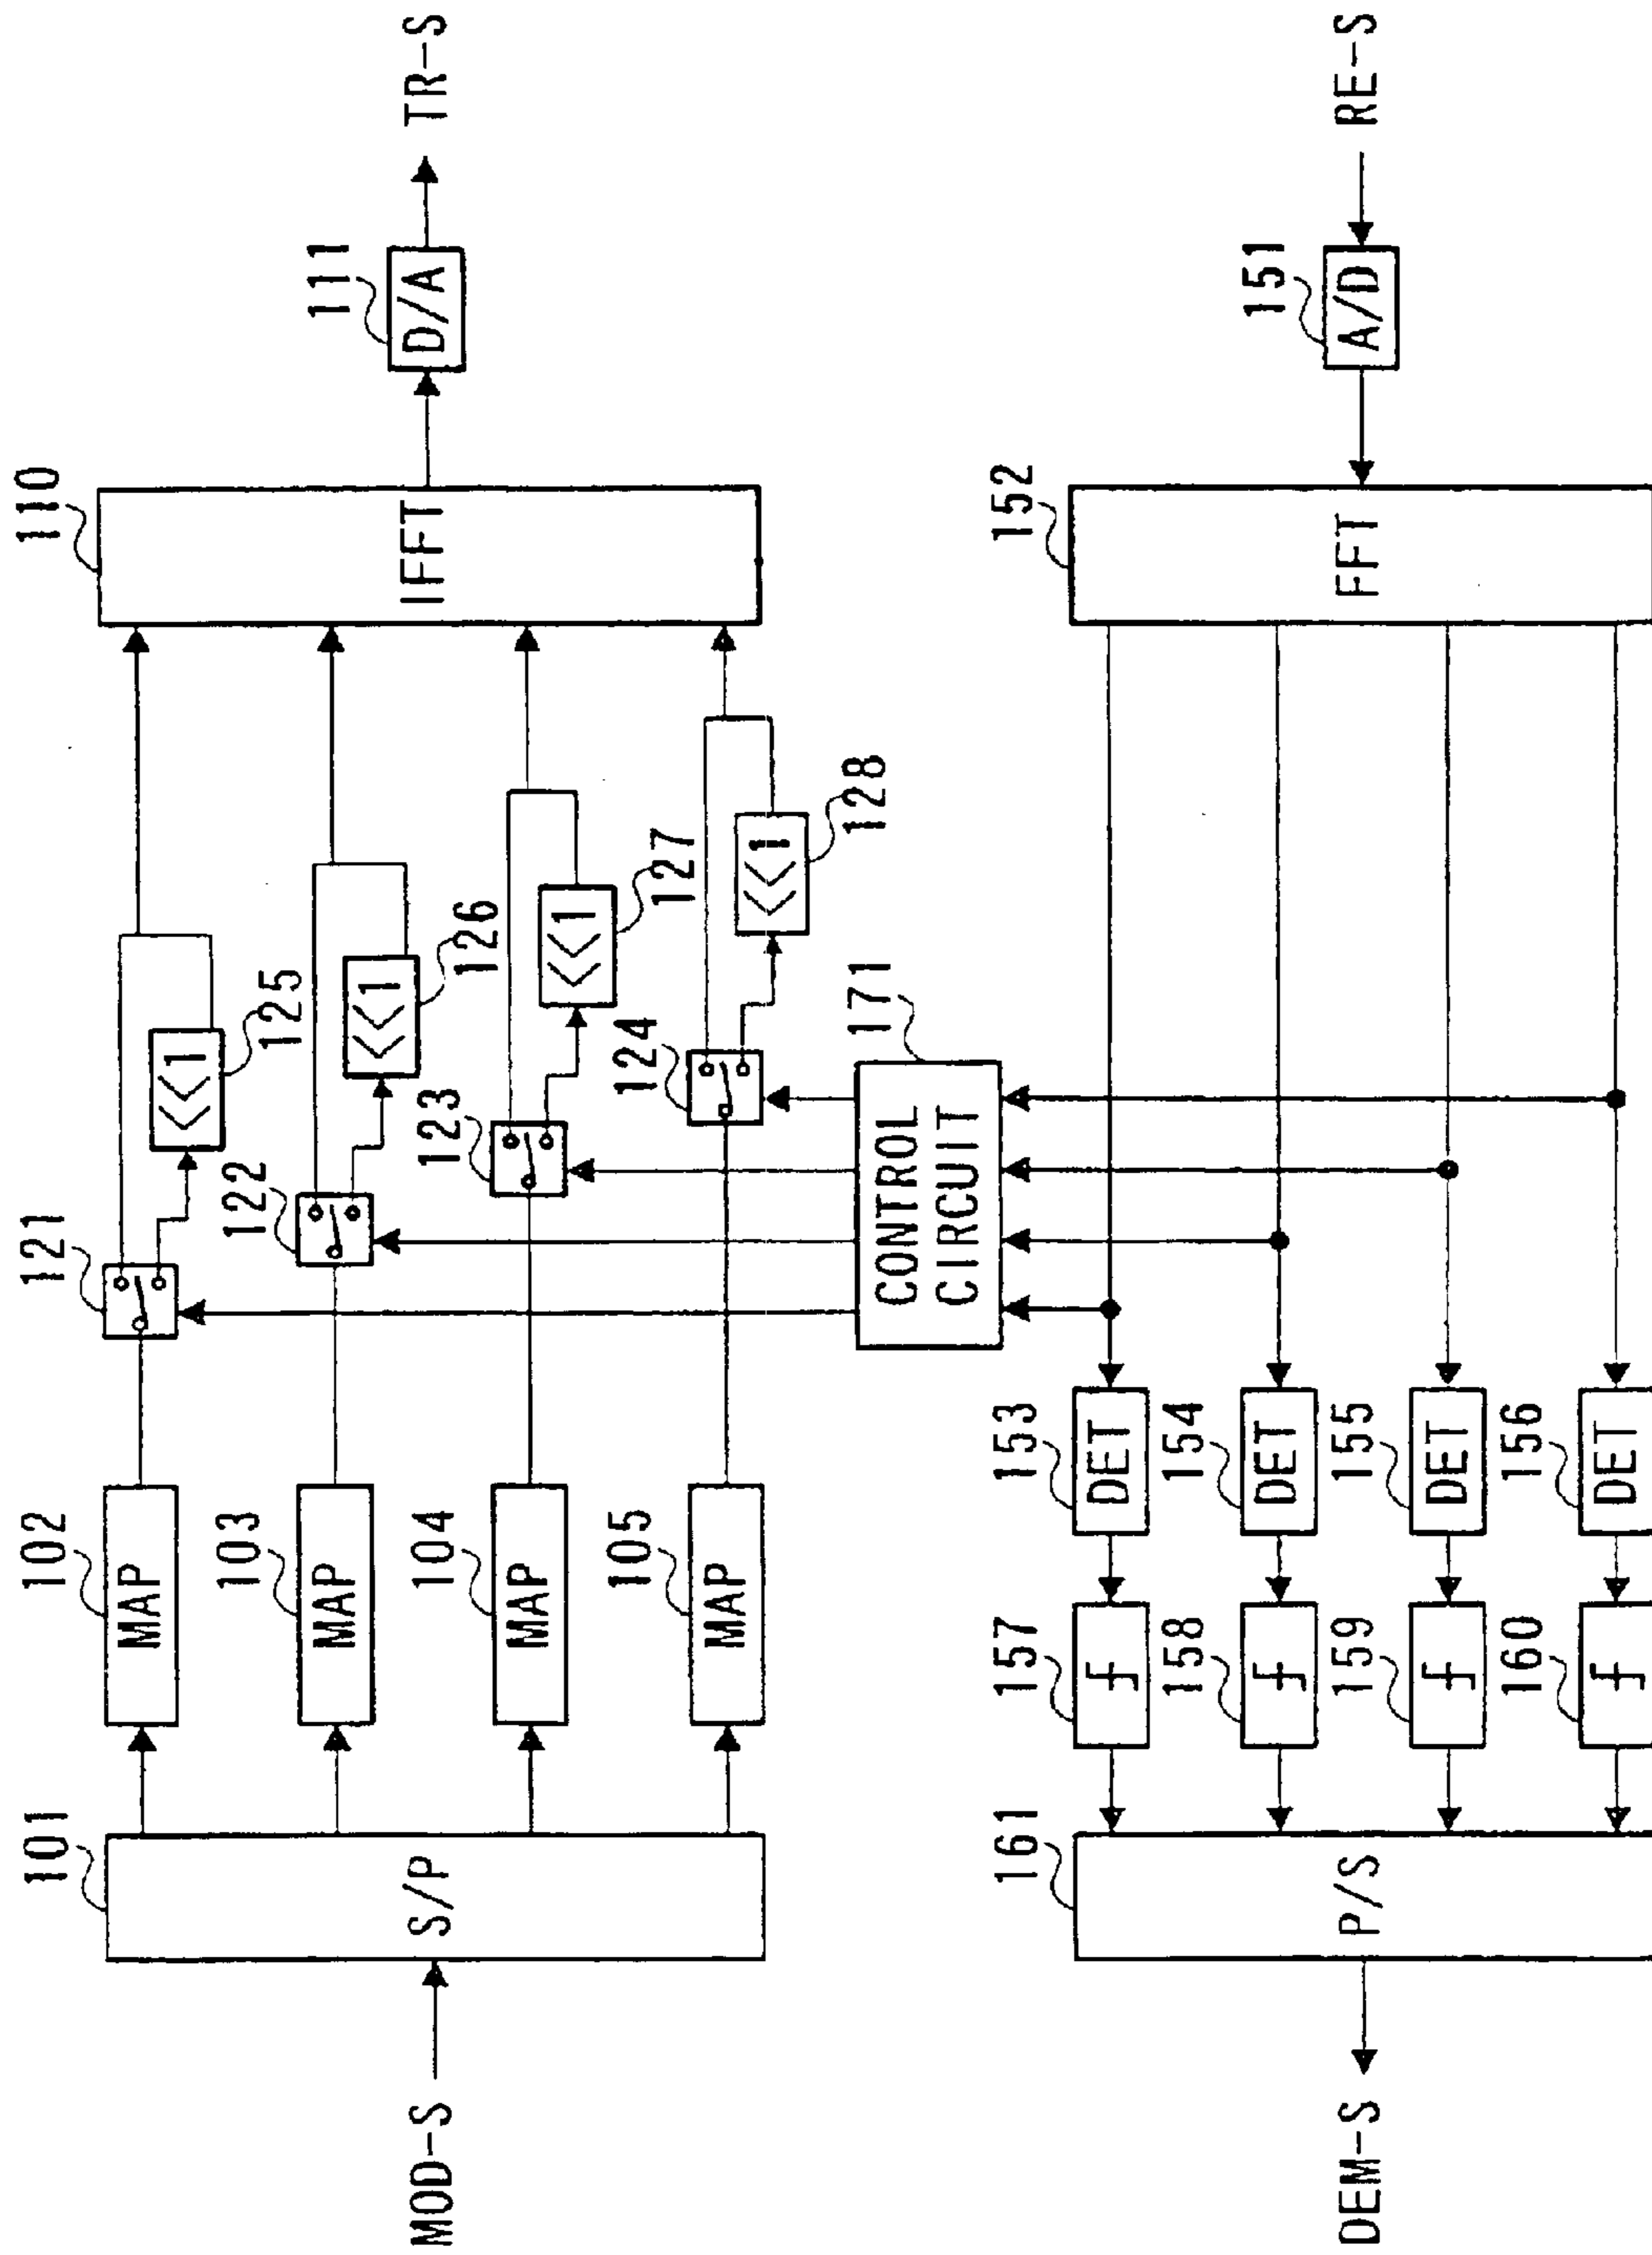 MOD-S
101
S/P
102
MAP
103
MAP
104
MAP
105
MAP
121
122
123
124
<<1
125
<<1
126
<<1
127
<<1
128
110
IFFT
111
D/A
TR-S
171
CONTROL
CIRCUIT
RE-S
151
A/D
152
FFT
153
DET
154
DET
155
DET
156
DET
157
158
159
160
161
P/S
DEM-S